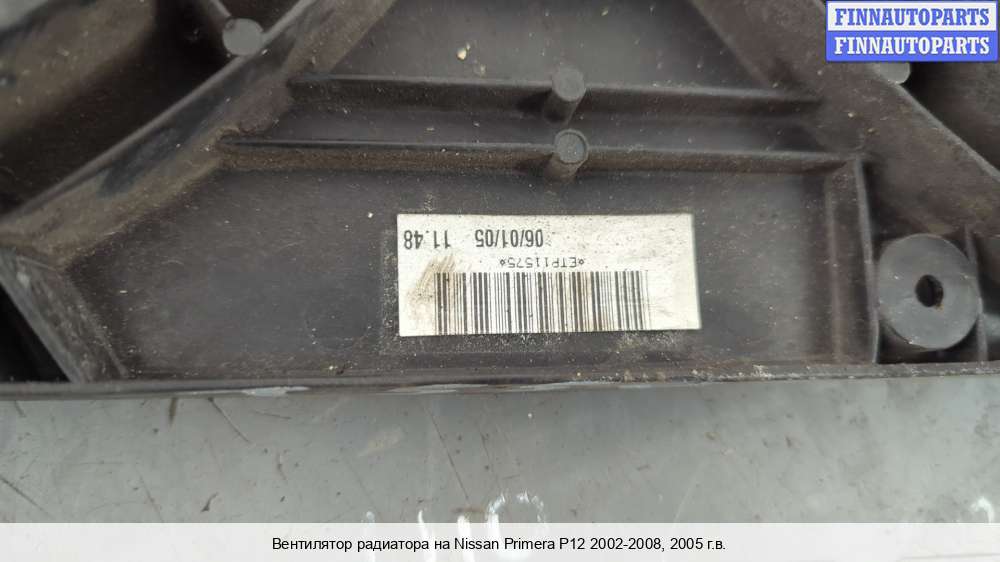 FINNAUTOPARTS
FINNAUTOPARTS
*ETP11575*
06/01/05 11.48
Вентилятор радиатора на Nissan Primera P12 2002-2008, 2005 г.в.